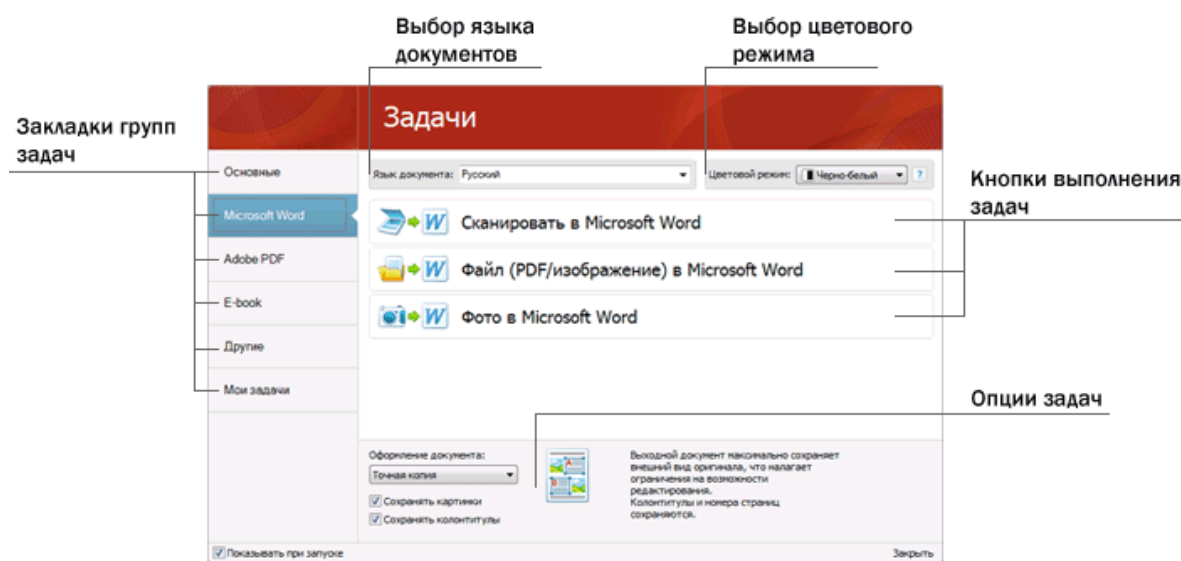 Выбор языка
документов
Выбор цветового
режима
Закладки групп
задач
Задачи
Основные
Язык документа: Русский
Цветовой режим: Черно-белый ?
Кнопки выполнения
задач
Microsoft Word
Сканировать в Microsoft Word
Adobe PDF
Файл (PDF/изображение) в Microsoft Word
E-book
Фото в Microsoft Word
Другие
Мои задачи
Опции задач
Оформление документа:
Точная копия
Сохранять картинки
Сохранять колонтитулы
Выходной документ максимально сохраняет
внешний вид оригинала, что налагает
ограничения на возможности
редактирования.
Колонтитулы и номера страниц
сохраняются.
Показывать при запуске
Закрыть